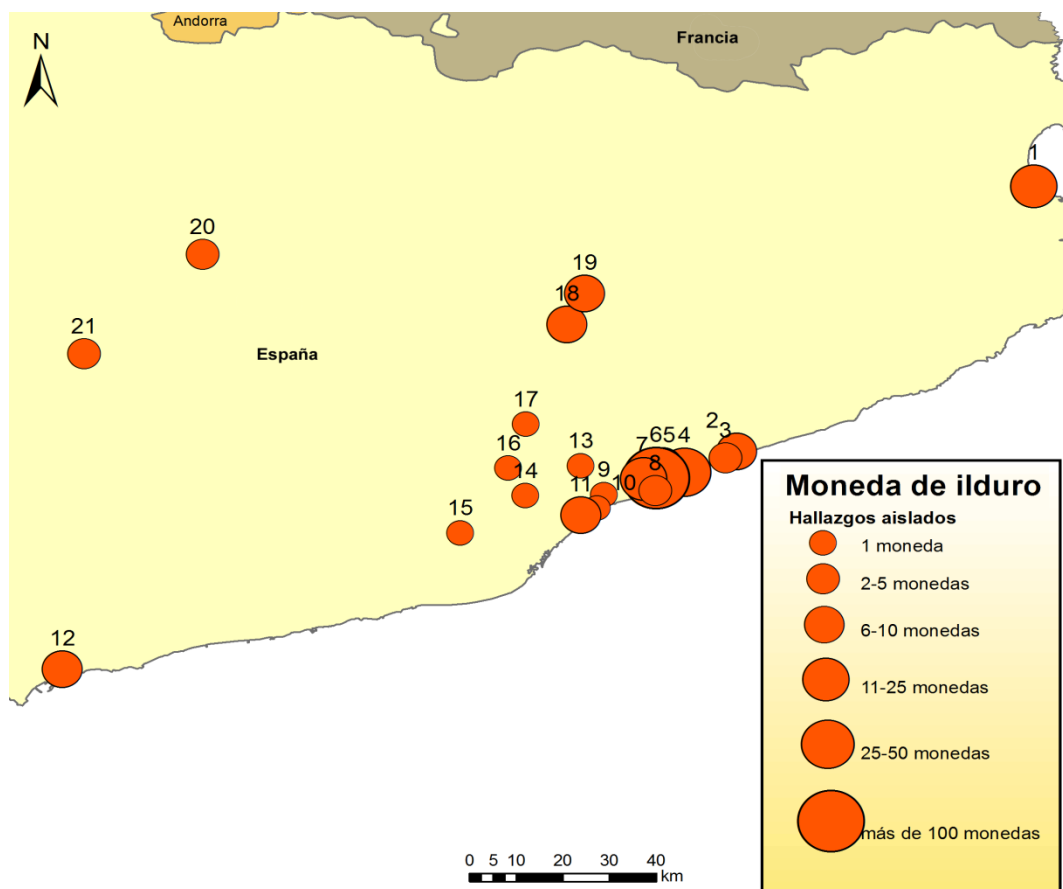 Andorra
Francia
N
1
20
19
18
21
España
17
2
3
16
13
7
6
5
4
14
9
8
10
11
15
12
Moneda de ilduro
Hallazgos aislados
1 moneda
2-5 monedas
6-10 monedas
11-25 monedas
25-50 monedas
más de 100 monedas
0 5 10 20 30 40
km